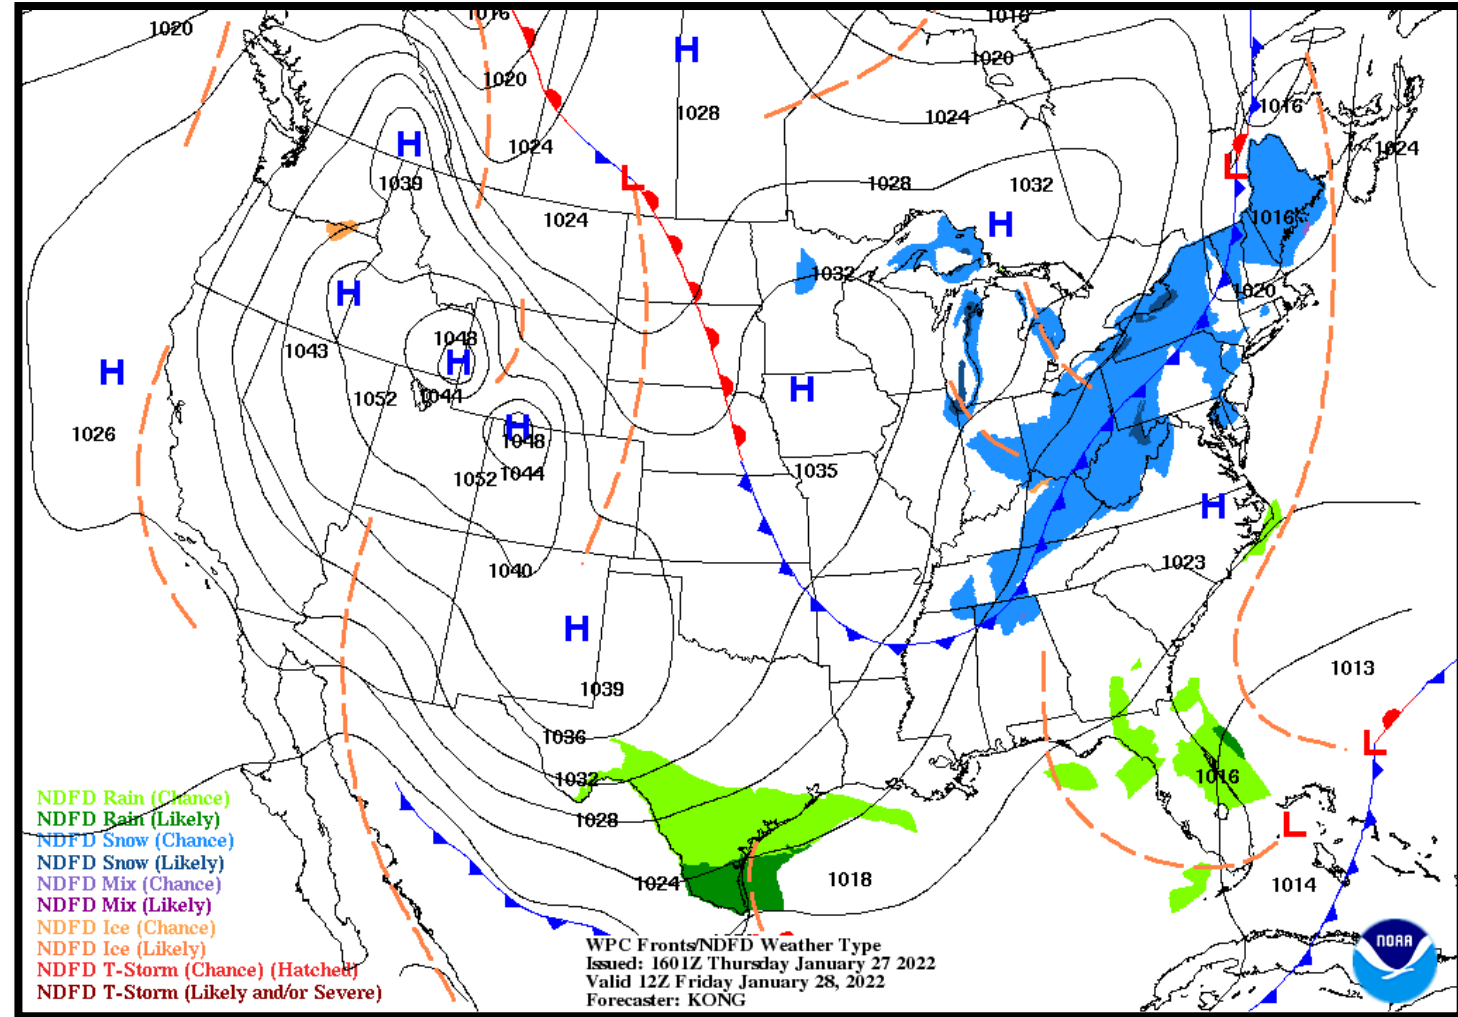 1016
1016
1020
1020
1020
1028
1016
1024
1024
1024
1039
1028
1032
1024
1016
1032
1020
1048
1043
1044
1052
1026
1048
1044
1052
1035
1040
1023
1013
1039
1036
1032
1016
1028
1024
1018
1014
H
H
H
H
H
H
H
H
H
H
H
L
L
L
L
NDFD Rain (Chance)
NDFD Rain (Likely)
NDFD Snow (Chance)
NDFD Snow (Likely)
NDFD Mix (Chance)
NDFD Mix (Likely)
NDFD Ice (Chance)
NDFD Ice (Likely)
NDFD T-Storm (Chance) (Hatched)
NDFD T-Storm (Likely and/or Severe)
WPC Fronts/NDFD Weather Type
Issued: 1601Z Thursday January 27 2022
Valid 12Z Friday January 28, 2022
Forecaster: KONG
NOAA